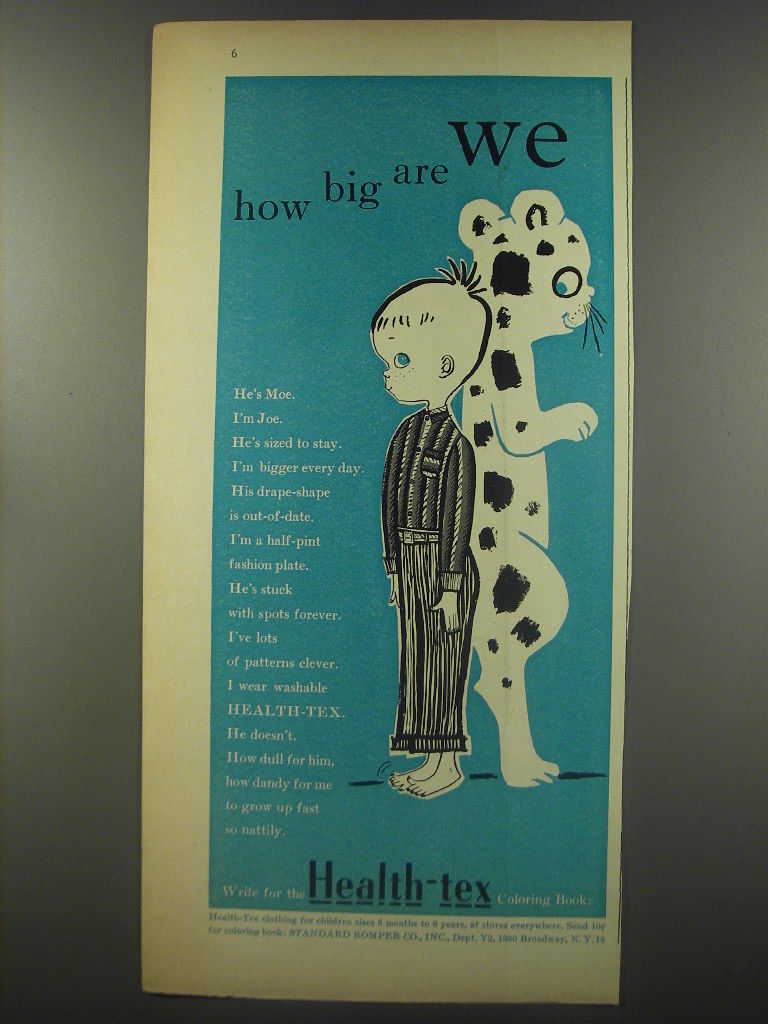 6
how big are we
He's Moe.
I'm Joe.
He's sized to stay.
I'm bigger every day.
His drape-shape
is out-of-date.
I'm a half-pint
fashion plate.
He's stuck
with spots forever.
I've lots
of patterns clever.
I wear washable
HEALTH-TEX.
He doesn't.
How dull for him,
how dandy for me
to grow up fast
so nattily.
Write for the Health-tex Coloring Book:
Health-Tex clothing for children sizes 6 months to 8 years, at stores everywhere. Send 10¢
for coloring book: STANDARD ROMPER CO., INC., Dept. Y2, 1350 Broadway, N. Y. 18